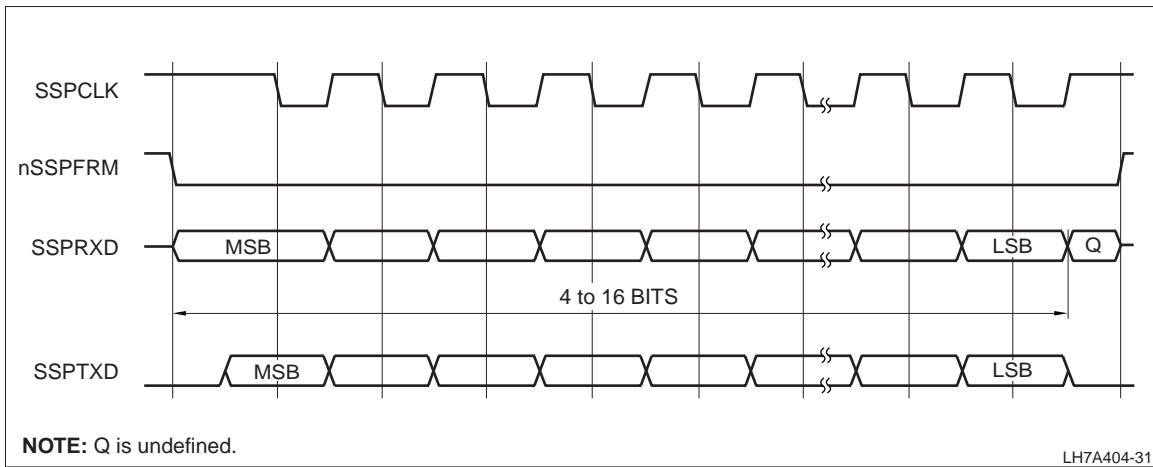 SSPCLK
nSSPFRM
SSPRXD
MSB
LSB
Q
4 to 16 BITS
SSPTXD
MSB
LSB
NOTE: Q is undefined.
LH7A404-31